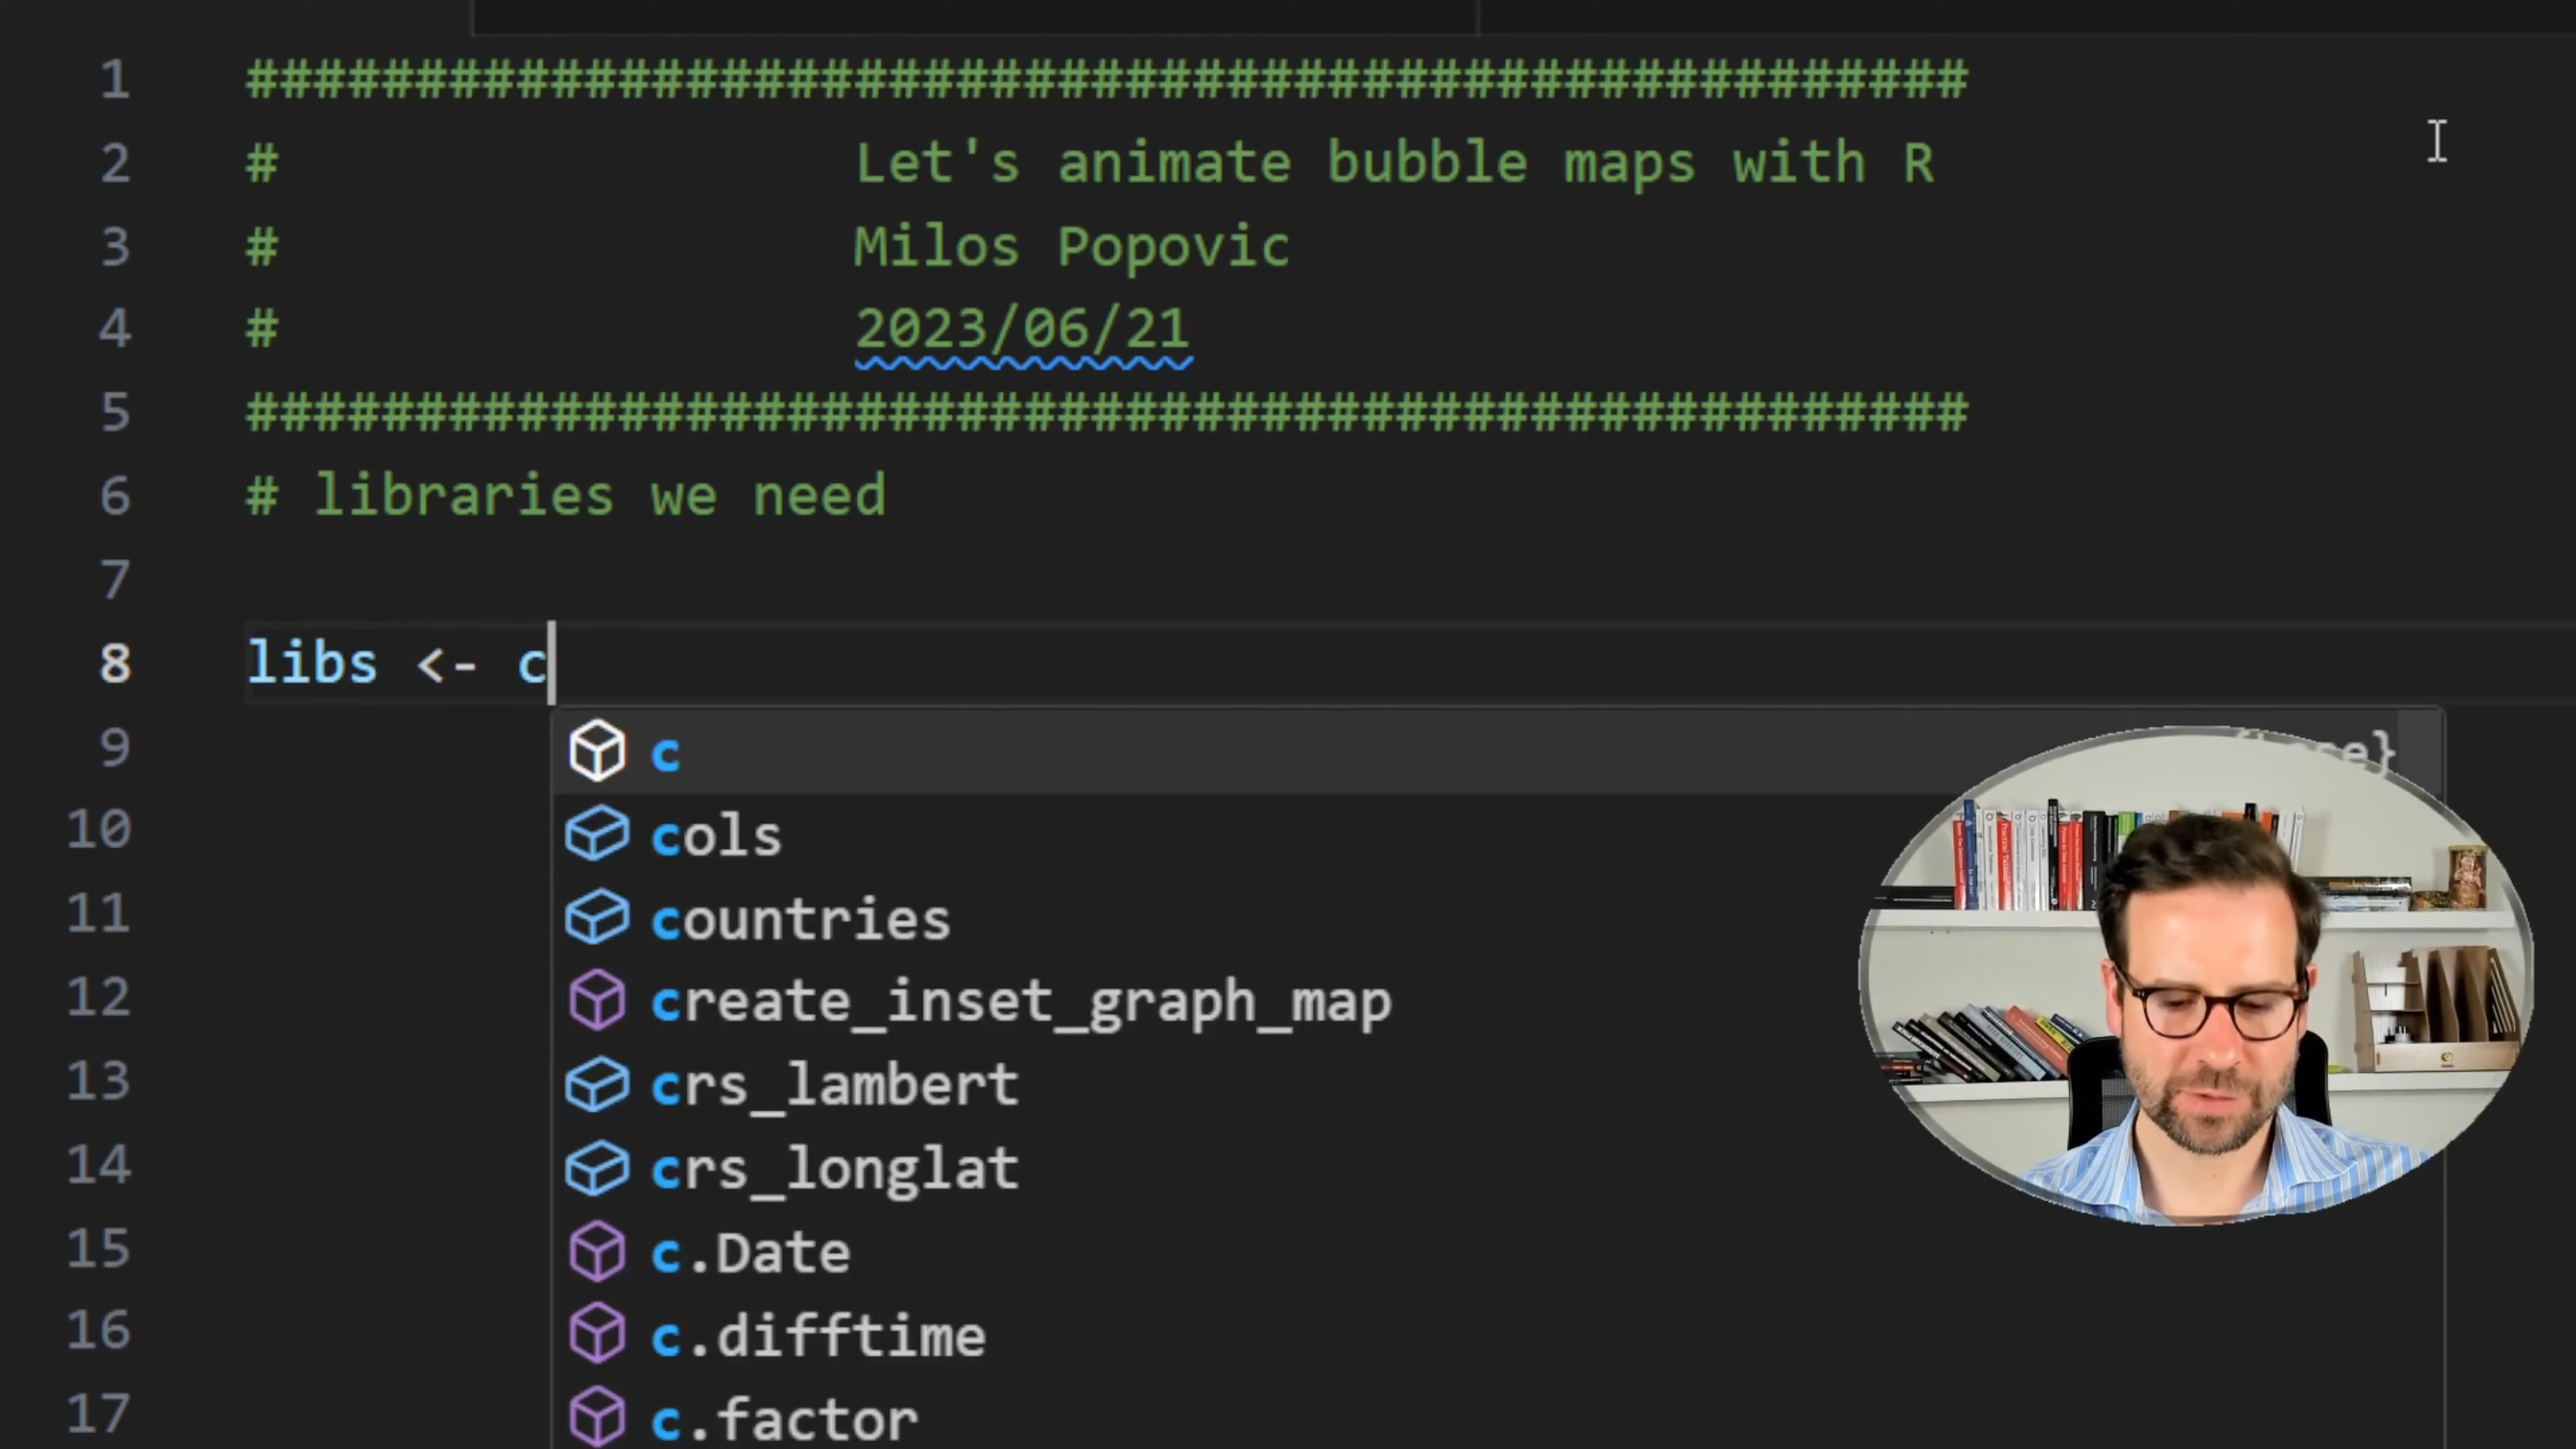 1 ###################################################
2 # Let's animate bubble maps with R
3 # Milos Popovic
4 # 2023/06/21
5 ###################################################
6 # libraries we need
7
8 libs <- c
9 c
10 cols
11 countries
12 create_inset_graph_map
13 crs_lambert
14 crs_longlat
15 c.Date
16 c.difftime
17 c.factor